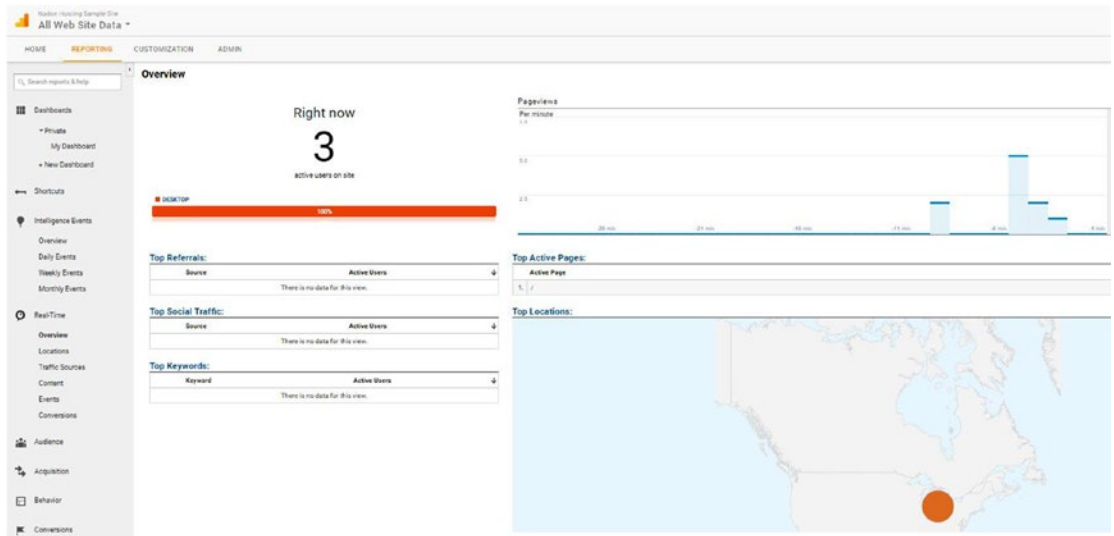 All Web Site Data
HOME REPORTING CUSTOMIZATION ADMIN
Search reports & help
Dashboards
Private
My Dashboard
+ New Dashboard
Shortcuts
Intelligence Events
Overview
Daily Events
Weekly Events
Monthly Events
Real-Time
Overview
Locations
Traffic Sources
Content
Events
Conversions
Audience
Acquisition
Behavior
Conversions
Overview
Right now
3
active users on site
DESKTOP
100%
Pageviews
Per minute
Top Referrals:
Source Active Users
There is no data for this view.
Top Social Traffic:
Source Active Users
There is no data for this view.
Top Keywords:
Keyword Active Users
There is no data for this view.
Top Active Pages:
Active Page
1. /
Top Locations: